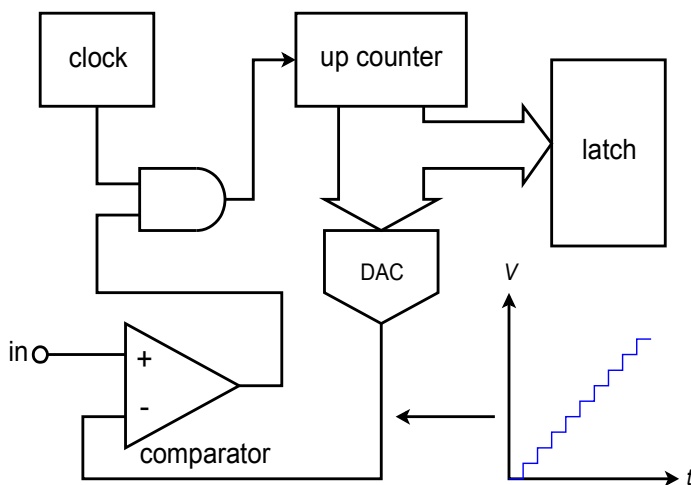 clock
up counter
latch
DAC
V
in
+
-
comparator
t